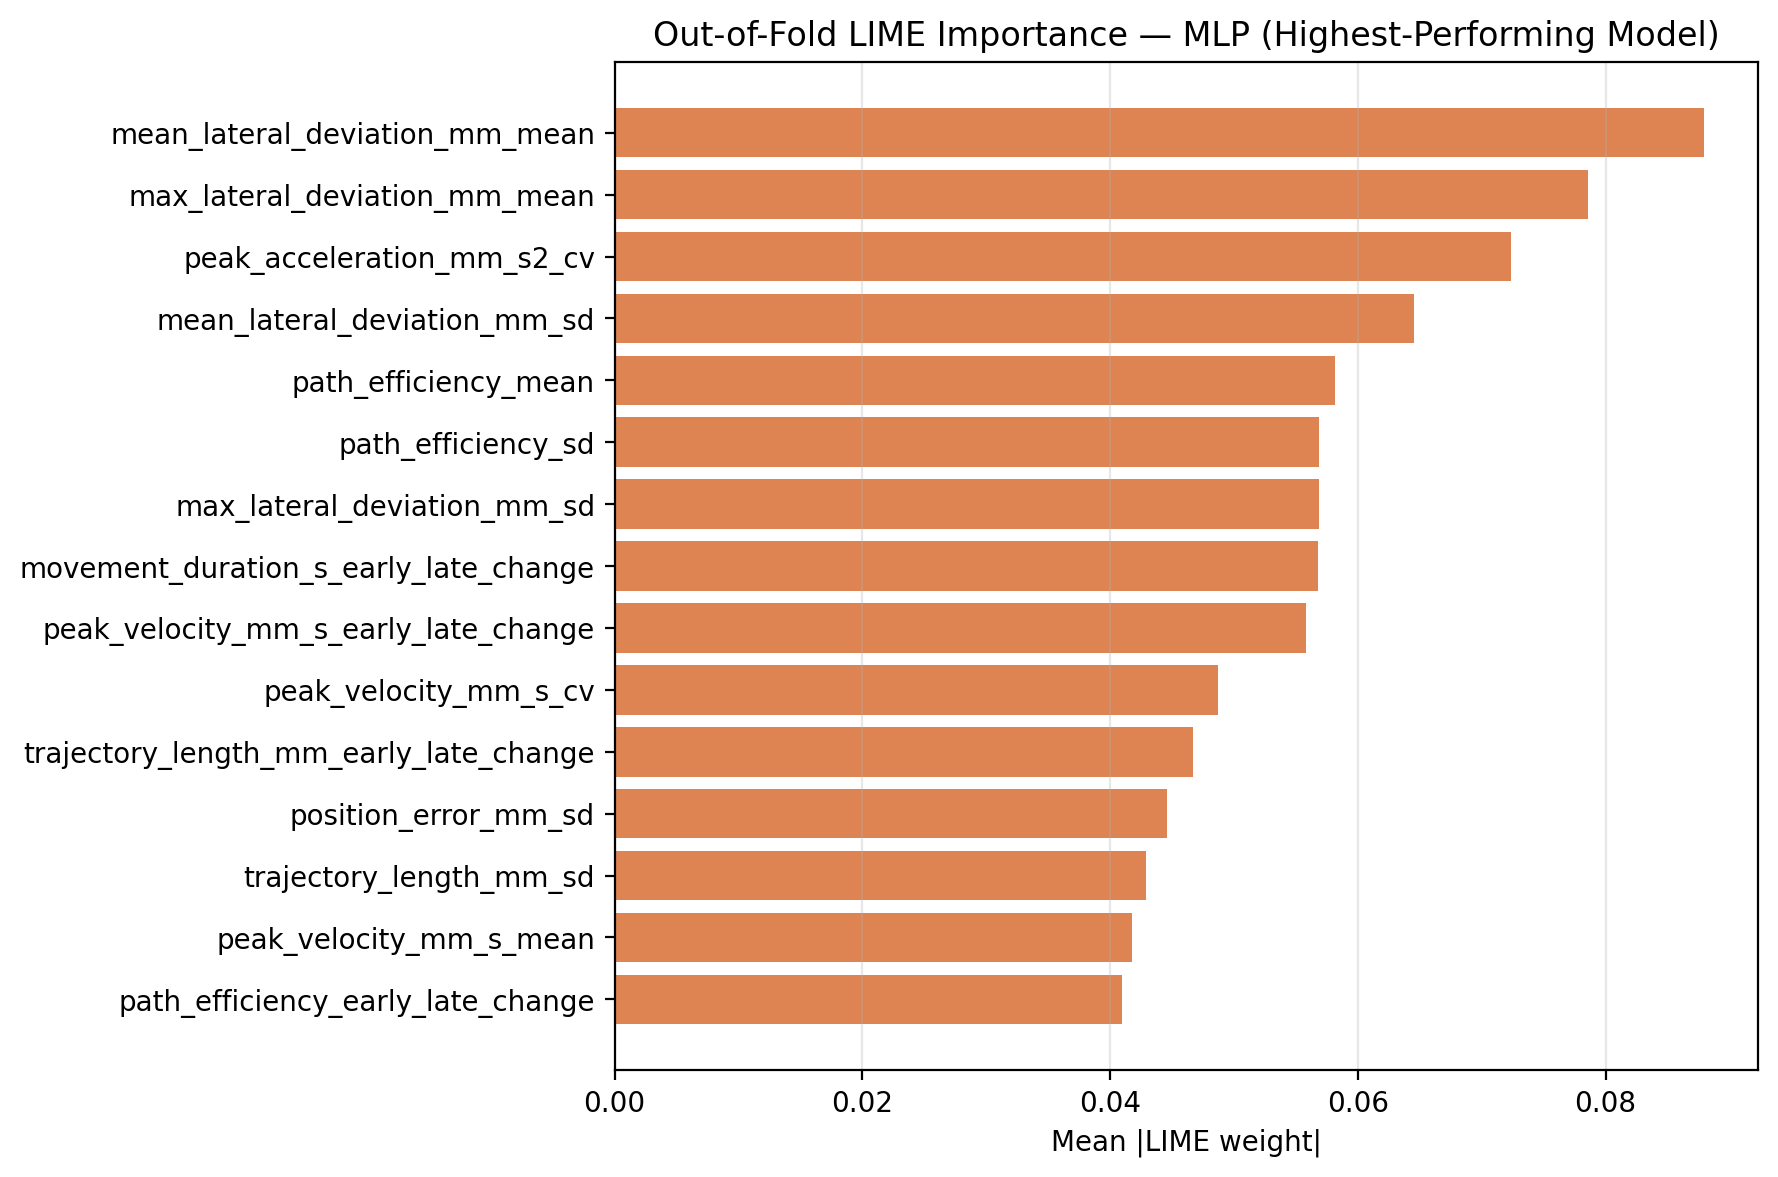 Out-of-Fold LIME Importance — MLP (Highest-Performing Model)
mean_lateral_deviation_mm_mean
max_lateral_deviation_mm_mean
peak_acceleration_mm_s2_cv
mean_lateral_deviation_mm_sd
path_efficiency_mean
path_efficiency_sd
max_lateral_deviation_mm_sd
movement_duration_s_early_late_change
peak_velocity_mm_s_early_late_change
peak_velocity_mm_s_cv
trajectory_length_mm_early_late_change
position_error_mm_sd
trajectory_length_mm_sd
peak_velocity_mm_s_mean
path_efficiency_early_late_change
0.00 0.02 0.04 0.06 0.08
Mean |LIME weight|